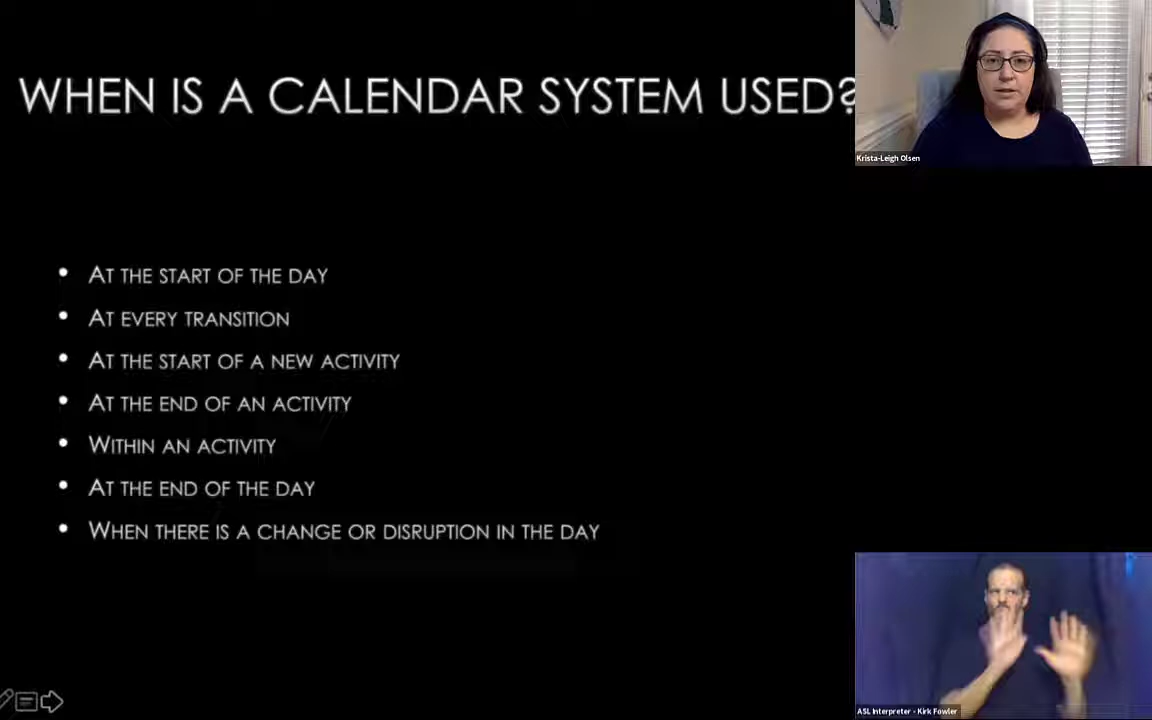 WHEN IS A CALENDAR SYSTEM USED?
Krista-Leigh Olsen
• AT THE START OF THE DAY
• AT EVERY TRANSITION
• AT THE START OF A NEW ACTIVITY
• AT THE END OF AN ACTIVITY
• WITHIN AN ACTIVITY
• AT THE END OF THE DAY
• WHEN THERE IS A CHANGE OR DISRUPTION IN THE DAY
ASL Interpreter - Kirk Fowler